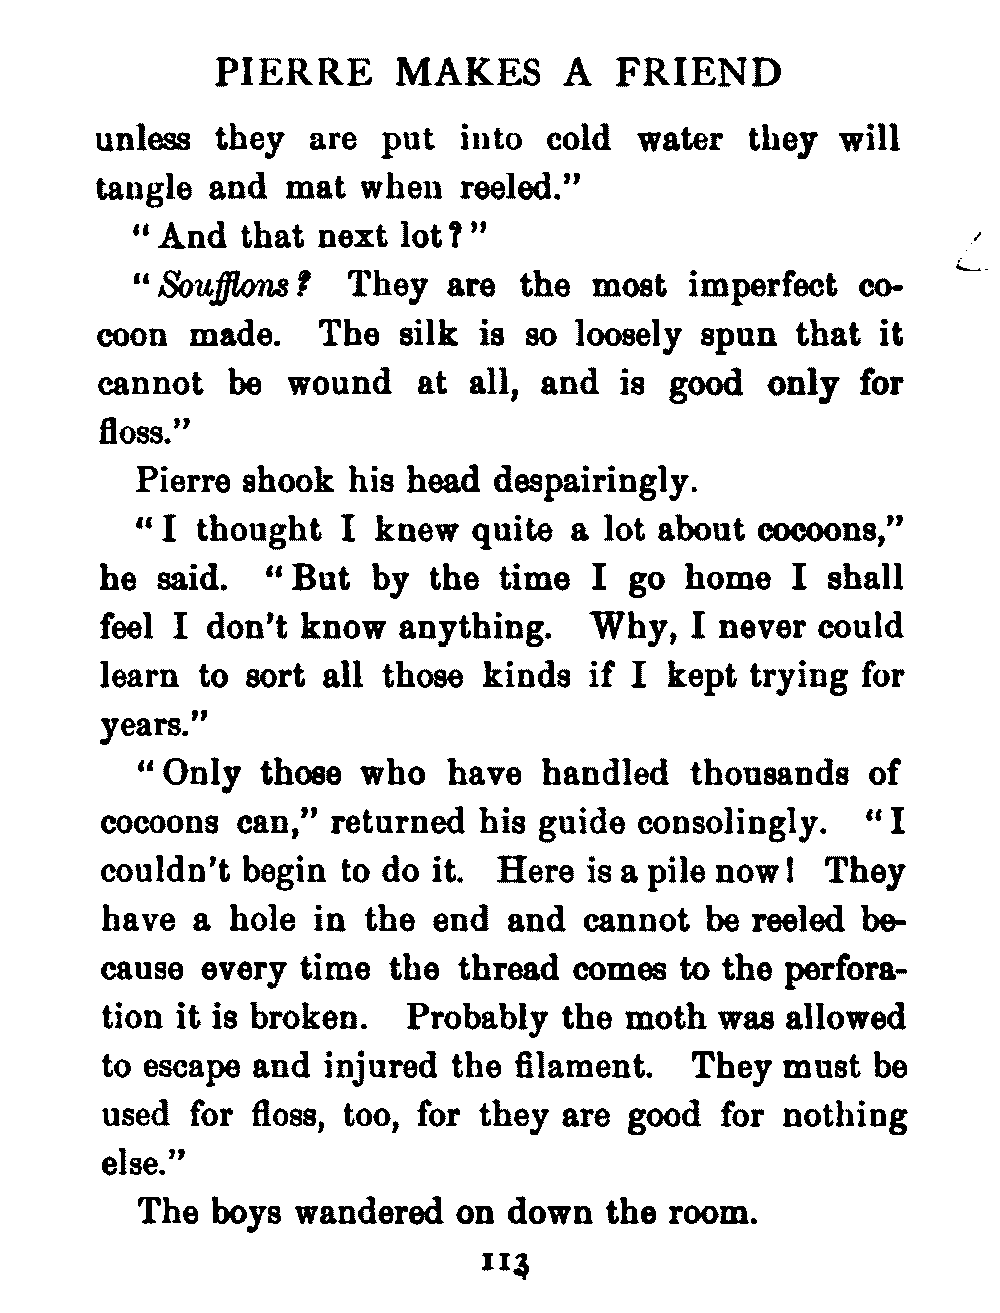 PIERRE MAKES A FRIEND
unless they are put into cold water they will
tangle and mat when reeled."
"And that next lot?"
"Soufflons? They are the most imperfect co-
coon made. The silk is so loosely spun that it
cannot be wound at all, and is good only for
floss."
Pierre shook his head despairingly.
"I thought I knew quite a lot about cocoons,"
he said. "But by the time I go home I shall
feel I don't know anything. Why, I never could
learn to sort all those kinds if I kept trying for
years."
"Only those who have handled thousands of
cocoons can," returned his guide consolingly. "I
couldn't begin to do it. Here is a pile now! They
have a hole in the end and cannot be reeled be-
cause every time the thread comes to the perfora-
tion it is broken. Probably the moth was allowed
to escape and injured the filament. They must be
used for floss, too, for they are good for nothing
else."
The boys wandered on down the room.
113